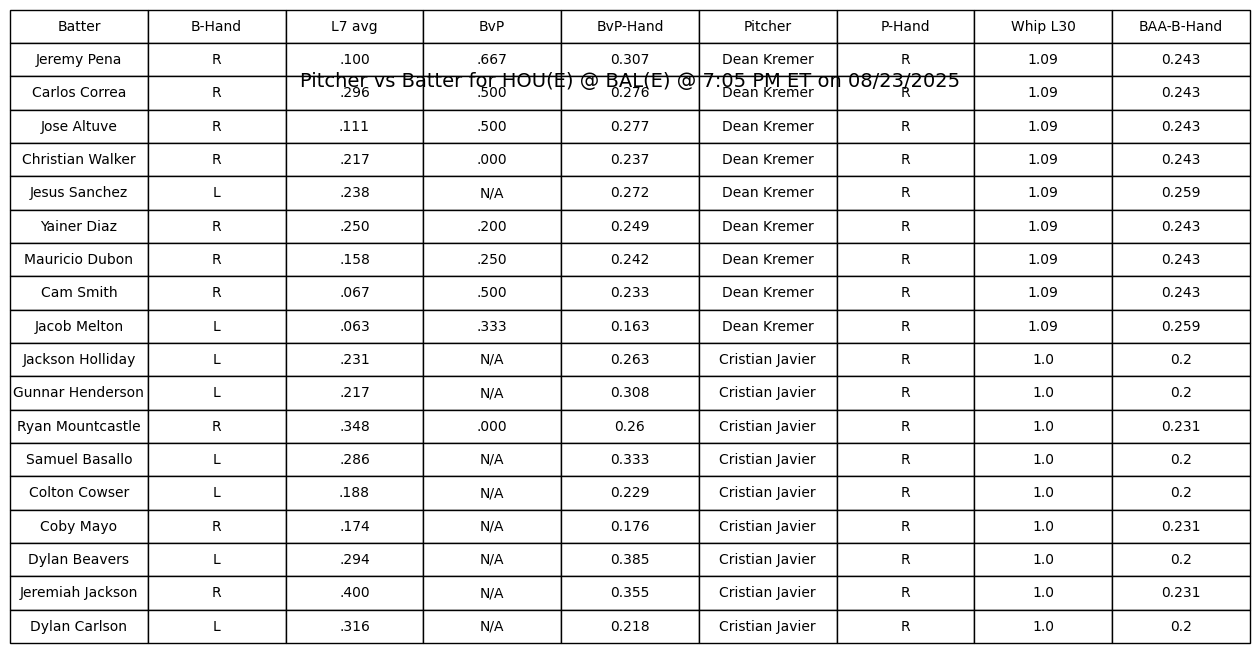 Batter B-Hand L7 avg BvP BvP-Hand Pitcher P-Hand Whip L30 BAA-B-Hand
Jeremy Pena R .100 .667 0.307 Dean Kremer R 1.09 0.243
Pitcher vs Batter for HOU(E) @ BAL(E) @ 7:05 PM ET on 08/23/2025
Carlos Correa R .296 .500 0.276 Dean Kremer R 1.09 0.243
Jose Altuve R .111 .500 0.277 Dean Kremer R 1.09 0.243
Christian Walker R .217 .000 0.237 Dean Kremer R 1.09 0.243
Jesus Sanchez L .238 N/A 0.272 Dean Kremer R 1.09 0.259
Yainer Diaz R .250 .200 0.249 Dean Kremer R 1.09 0.243
Mauricio Dubon R .158 .250 0.242 Dean Kremer R 1.09 0.243
Cam Smith R .067 .500 0.233 Dean Kremer R 1.09 0.243
Jacob Melton L .063 .333 0.163 Dean Kremer R 1.09 0.259
Jackson Holliday L .231 N/A 0.263 Cristian Javier R 1.0 0.2
Gunnar Henderson L .217 N/A 0.308 Cristian Javier R 1.0 0.2
Ryan Mountcastle R .348 .000 0.26 Cristian Javier R 1.0 0.231
Samuel Basallo L .286 N/A 0.333 Cristian Javier R 1.0 0.2
Colton Cowser L .188 N/A 0.229 Cristian Javier R 1.0 0.2
Coby Mayo R .174 N/A 0.176 Cristian Javier R 1.0 0.231
Dylan Beavers L .294 N/A 0.385 Cristian Javier R 1.0 0.2
Jeremiah Jackson R .400 N/A 0.355 Cristian Javier R 1.0 0.231
Dylan Carlson L .316 N/A 0.218 Cristian Javier R 1.0 0.2